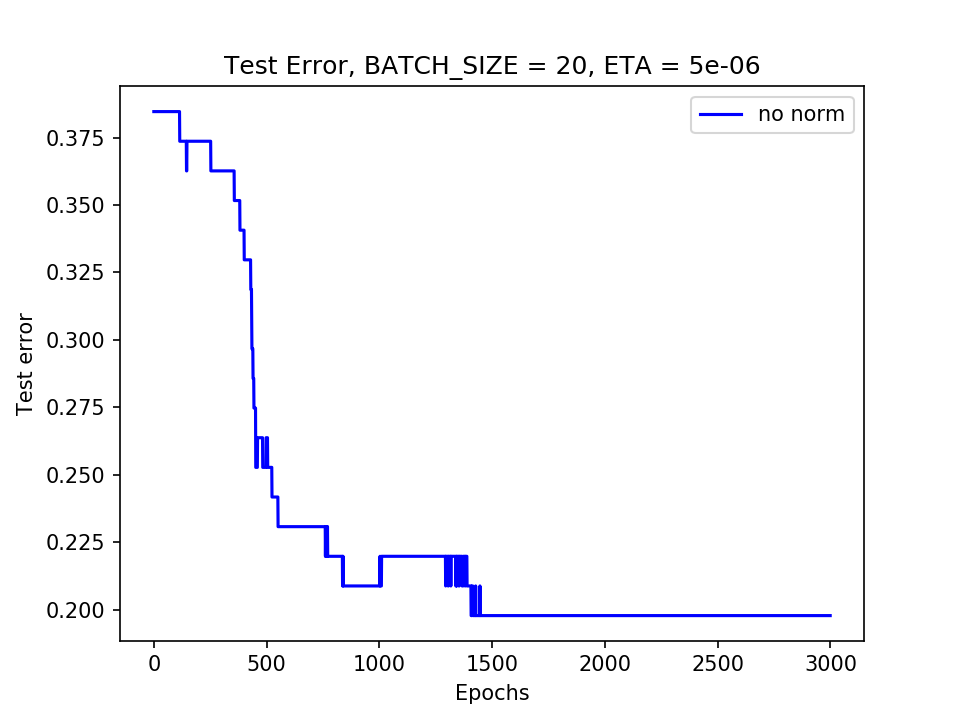 Test Error, BATCH_SIZE = 20, ETA = 5e-06
no norm
0.375
0.350
0.325
0.300
0.275
0.250
0.225
0.200
Test error
0 500 1000 1500 2000 2500 3000
Epochs